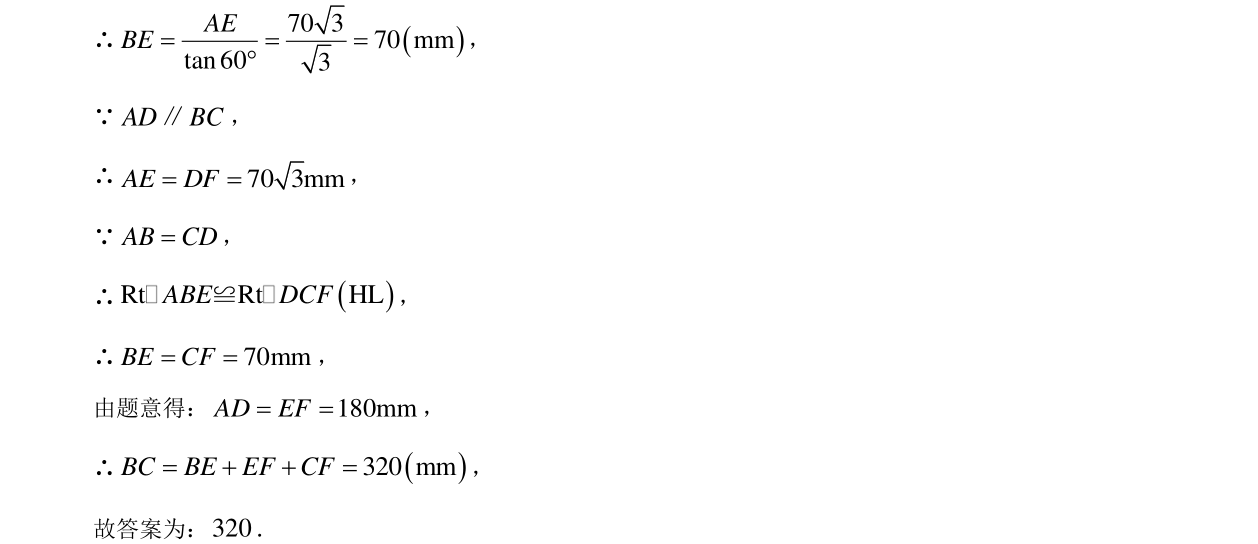 ∴ BE = AE/tan 60° = 70√3/√3 = 70(mm)，
∵ AD // BC，
∴ AE = DF = 70√3mm，
∵ AB = CD，
∴ Rt□ABE≌Rt□DCF(HL)，
∴ BE = CF = 70mm，
由题意得：AD = EF = 180mm，
∴ BC = BE + EF + CF = 320(mm)，
故答案为：320．